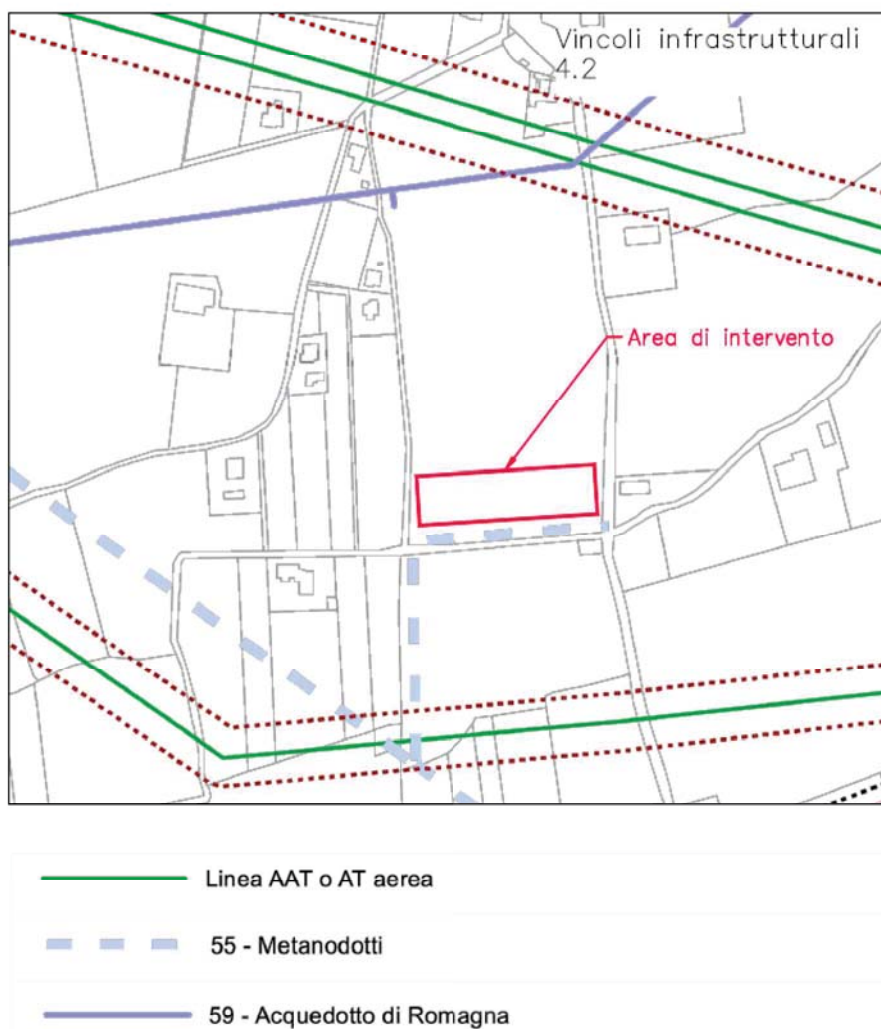 Vincoli infrastrutturali
4.2
Area di intervento
Linea AAT o AT aerea
55 - Metanodotti
59 - Acquedotto di Romagna